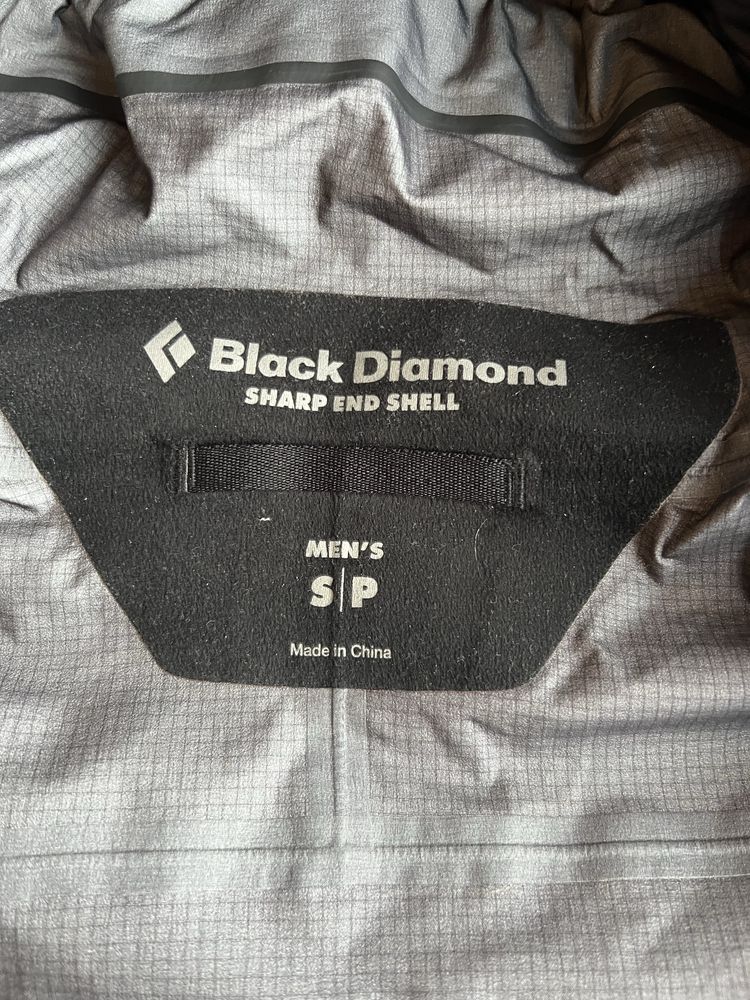 Black Diamond
SHARP END SHELL
MEN'S
S|P
Made in China